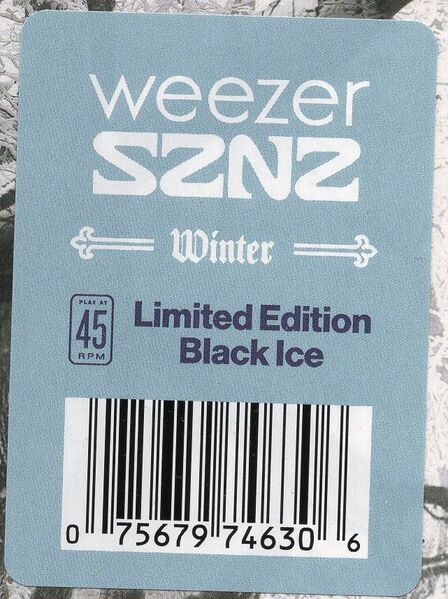 weezer
SZNZ
Winter
PLAY AT
45
RPM
Limited Edition
Black Ice
0 75679 74630 6